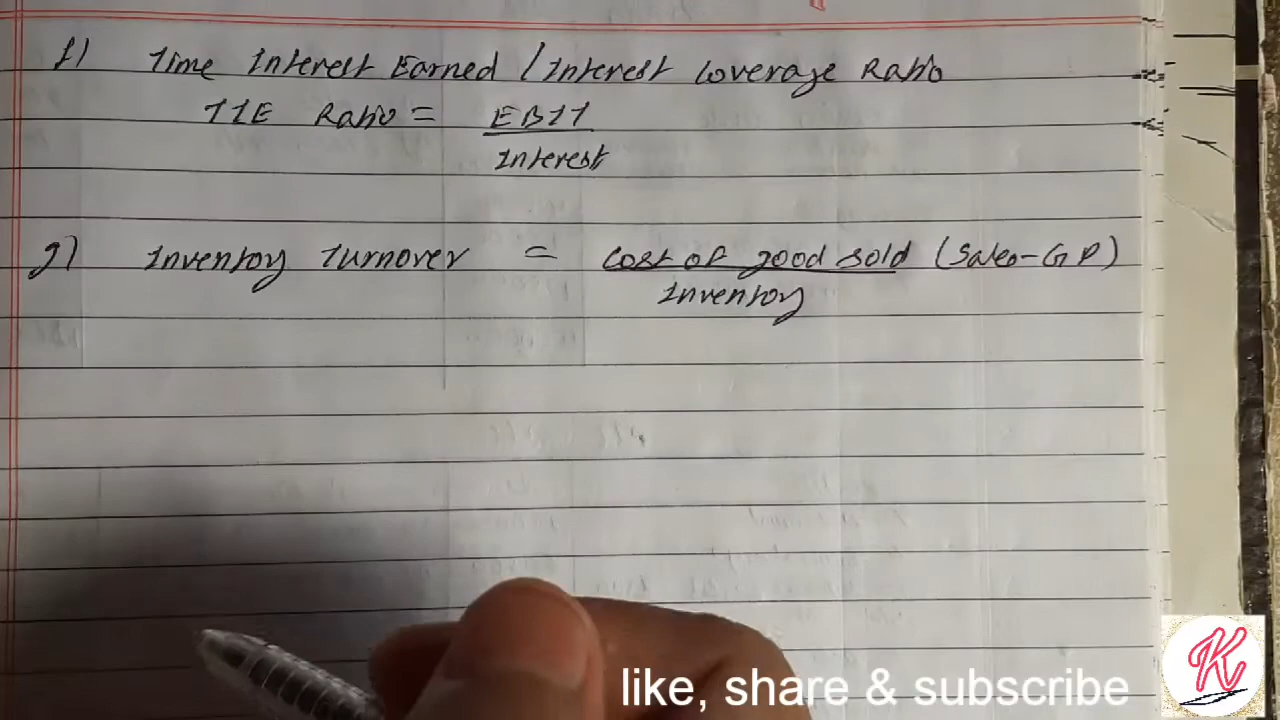 f) Time Interest Earned / Interest Coverage Ratio
TIE Ratio = EBIT
Interest
g) Inventory Turnover = Cost of good sold (Sales-GP)
Inventory
K
like, share & subscribe